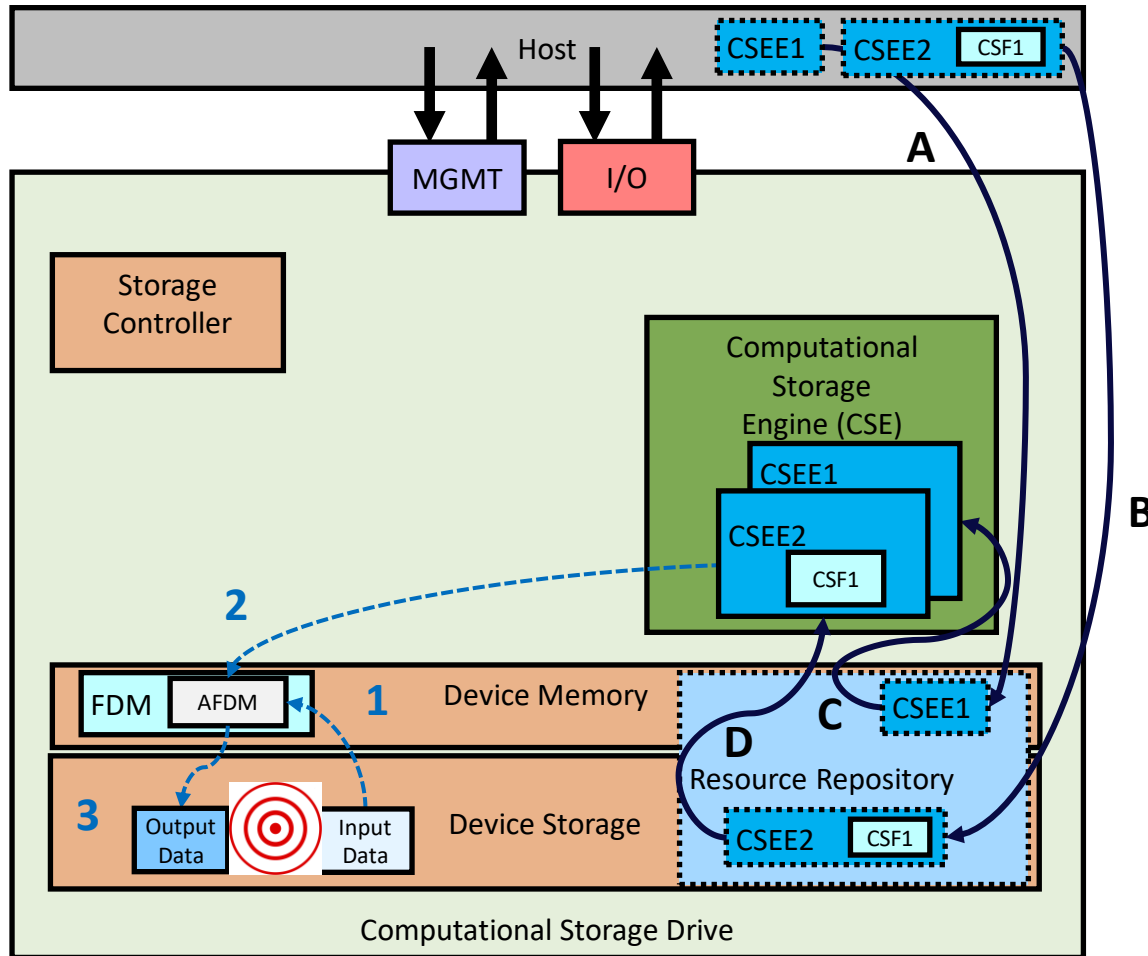 Host
CSEE1
CSEE2
CSF1
A
MGMT
I/O
Storage
Controller
Computational
Storage
Engine (CSE)
CSEE1
CSEE2
CSF1
B
2
FDM
AFDM
1
Device Memory
D
C
CSEE1
Resource Repository
3
Output
Data
Input
Data
Device Storage
CSEE2
CSF1
Computational Storage Drive